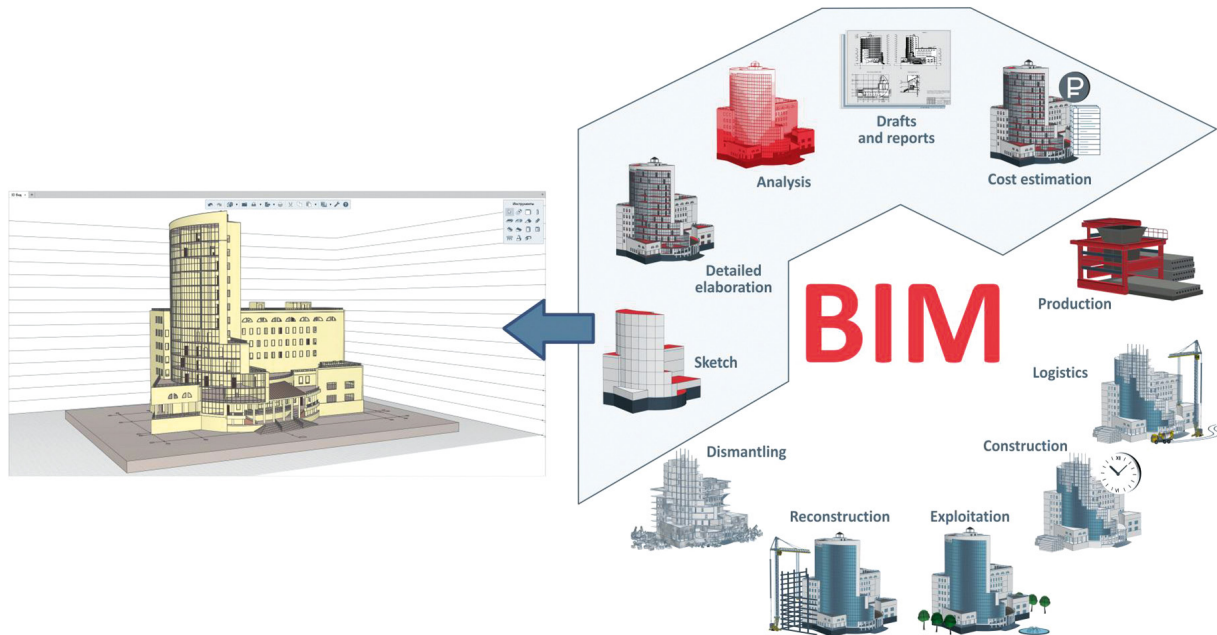 Drafts
and reports
Analysis
Cost estimation
Detailed
elaboration
BIM
Production
Sketch
Logistics
Dismantling
Construction
Reconstruction
Exploitation